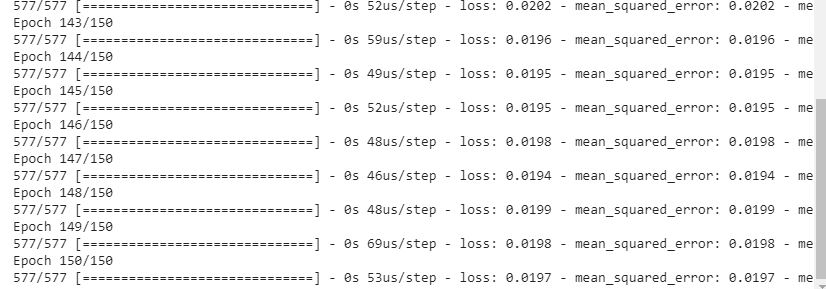 577/577 [==============================] - 0s 52us/step - loss: 0.0202 - mean_squared_error: 0.0202 - me
Epoch 143/150
577/577 [==============================] - 0s 59us/step - loss: 0.0196 - mean_squared_error: 0.0196 - me
Epoch 144/150
577/577 [==============================] - 0s 49us/step - loss: 0.0195 - mean_squared_error: 0.0195 - me
Epoch 145/150
577/577 [==============================] - 0s 52us/step - loss: 0.0195 - mean_squared_error: 0.0195 - me
Epoch 146/150
577/577 [==============================] - 0s 48us/step - loss: 0.0198 - mean_squared_error: 0.0198 - me
Epoch 147/150
577/577 [==============================] - 0s 46us/step - loss: 0.0194 - mean_squared_error: 0.0194 - me
Epoch 148/150
577/577 [==============================] - 0s 48us/step - loss: 0.0199 - mean_squared_error: 0.0199 - me
Epoch 149/150
577/577 [==============================] - 0s 69us/step - loss: 0.0198 - mean_squared_error: 0.0198 - me
Epoch 150/150
577/577 [==============================] - 0s 53us/step - loss: 0.0197 - mean_squared_error: 0.0197 - me